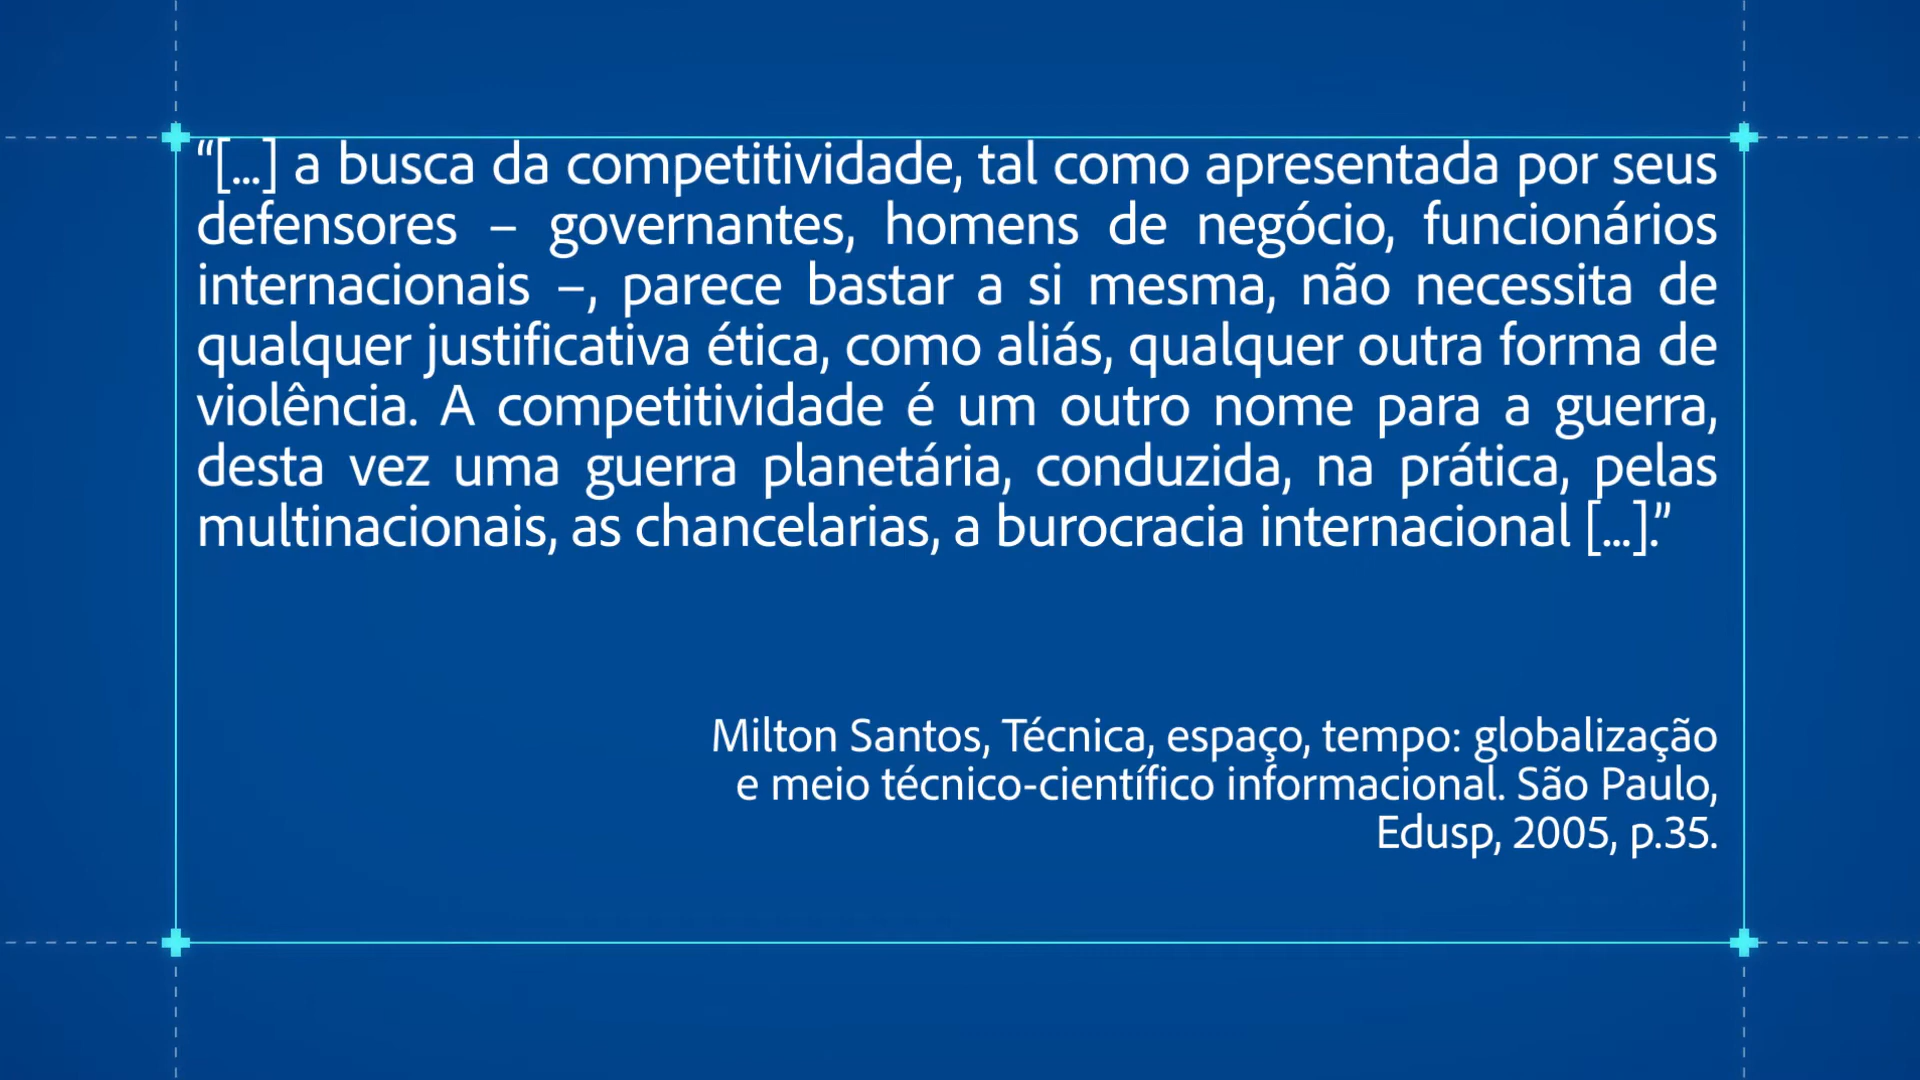 “[...] a busca da competitividade, tal como apresentada por seus
defensores – governantes, homens de negócio, funcionários
internacionais –, parece bastar a si mesma, não necessita de
qualquer justificativa ética, como aliás, qualquer outra forma de
violência. A competitividade é um outro nome para a guerra,
desta vez uma guerra planetária, conduzida, na prática, pelas
multinacionais, as chancelarias, a burocracia internacional [...].”
Milton Santos, Técnica, espaço, tempo: globalização
e meio técnico-científico informacional. São Paulo,
Edusp, 2005, p.35.